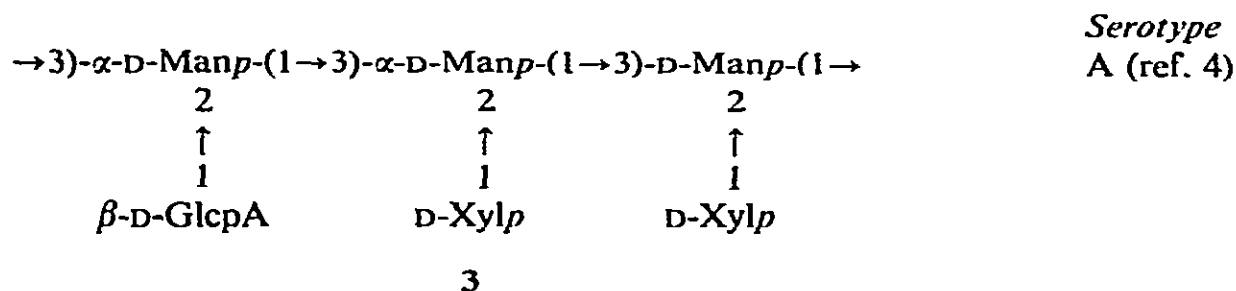 Serotype
→3)-α-D-Manp-(1→3)-α-D-Manp-(1→3)-D-Manp-(1→ A (ref. 4)
2 2 2
↑ ↑ ↑
1 1 1
β-D-GlcpA D-Xylp D-Xylp
3